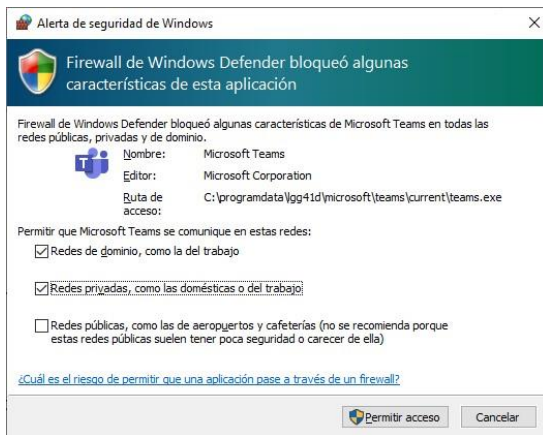 Alerta de seguridad de Windows
Firewall de Windows Defender bloqueó algunas
características de esta aplicación
Firewall de Windows Defender bloqueó algunas características de Microsoft Teams en todas las
redes públicas, privadas y de dominio.
Nombre: Microsoft Teams
Editor: Microsoft Corporation
Ruta de acceso: C:\programdata\lgg41d\microsoft\teams\current\teams.exe
Permitir que Microsoft Teams se comunique en estas redes:
Redes de dominio, como la del trabajo
Redes privadas, como las domésticas o del trabajo
Redes públicas, como las de aeropuertos y cafeterías (no se recomienda porque
estas redes públicas suelen tener poca seguridad o carecer de ella)
¿Cuál es el riesgo de permitir que una aplicación pase a través de un firewall?
Permitir acceso Cancelar